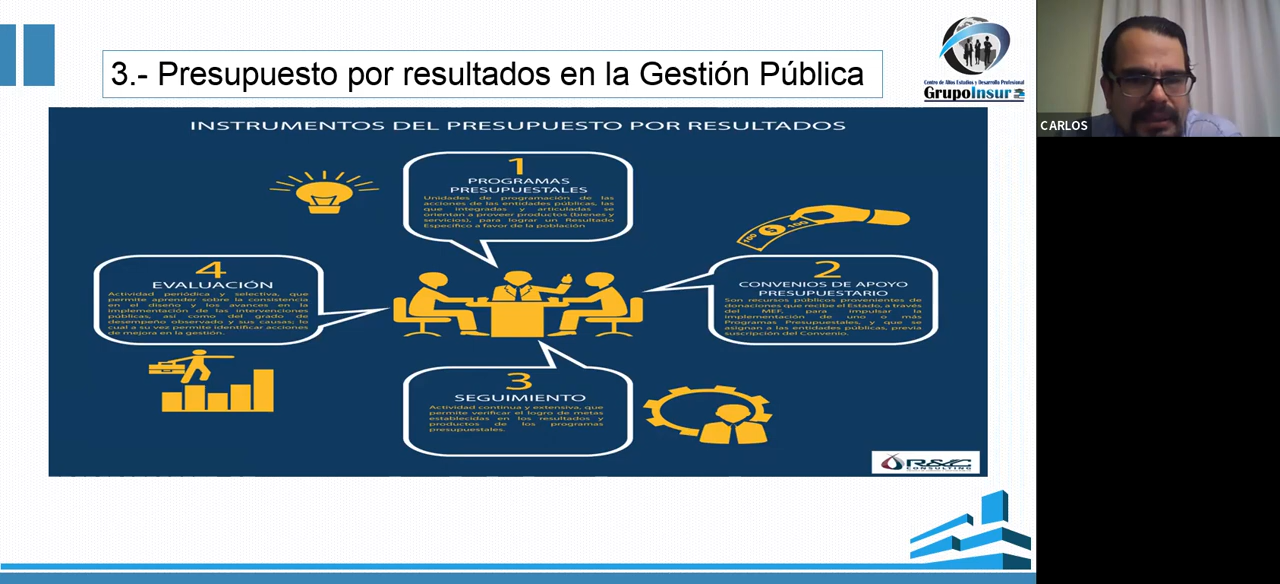 3.- Presupuesto por resultados en la Gestión Pública
Centro de Altos Estudios y Desarrollo Profesional
GrupoInsur
CARLOS
INSTRUMENTOS DEL PRESUPUESTO POR RESULTADOS
1
PROGRAMAS
PRESUPUESTALES
Unidades de programación de las
acciones de las entidades públicas, las
que integradas y articuladas se
orientan a proveer productos (bienes y
servicios), para lograr un Resultado
Específico a favor de la población
100 $ 100
2
CONVENIOS DE APOYO
PRESUPUESTARIO
Son recursos públicos provenientes de
donaciones que recibe el Estado, a través
del MEF, para impulsar la
implementación de uno o más
Programas Presupuestales, y que se
asignan a las entidades públicas, previa
suscripción del Convenio.
4
EVALUACIÓN
Actividad periódica y selectiva, que
permite aprender sobre la consistencia
en el diseño y los avances en la
implementación de las intervenciones
públicas, así como del grado de
desempeño observado y sus causas; lo
cual a su vez permite identificar acciones
de mejora en la gestión.
3
SEGUIMIENTO
Actividad continua y extensiva, que
permite verificar el logro de metas
establecidas en los resultados y
productos de los programas
presupuestales.
R&C
CONSULTING